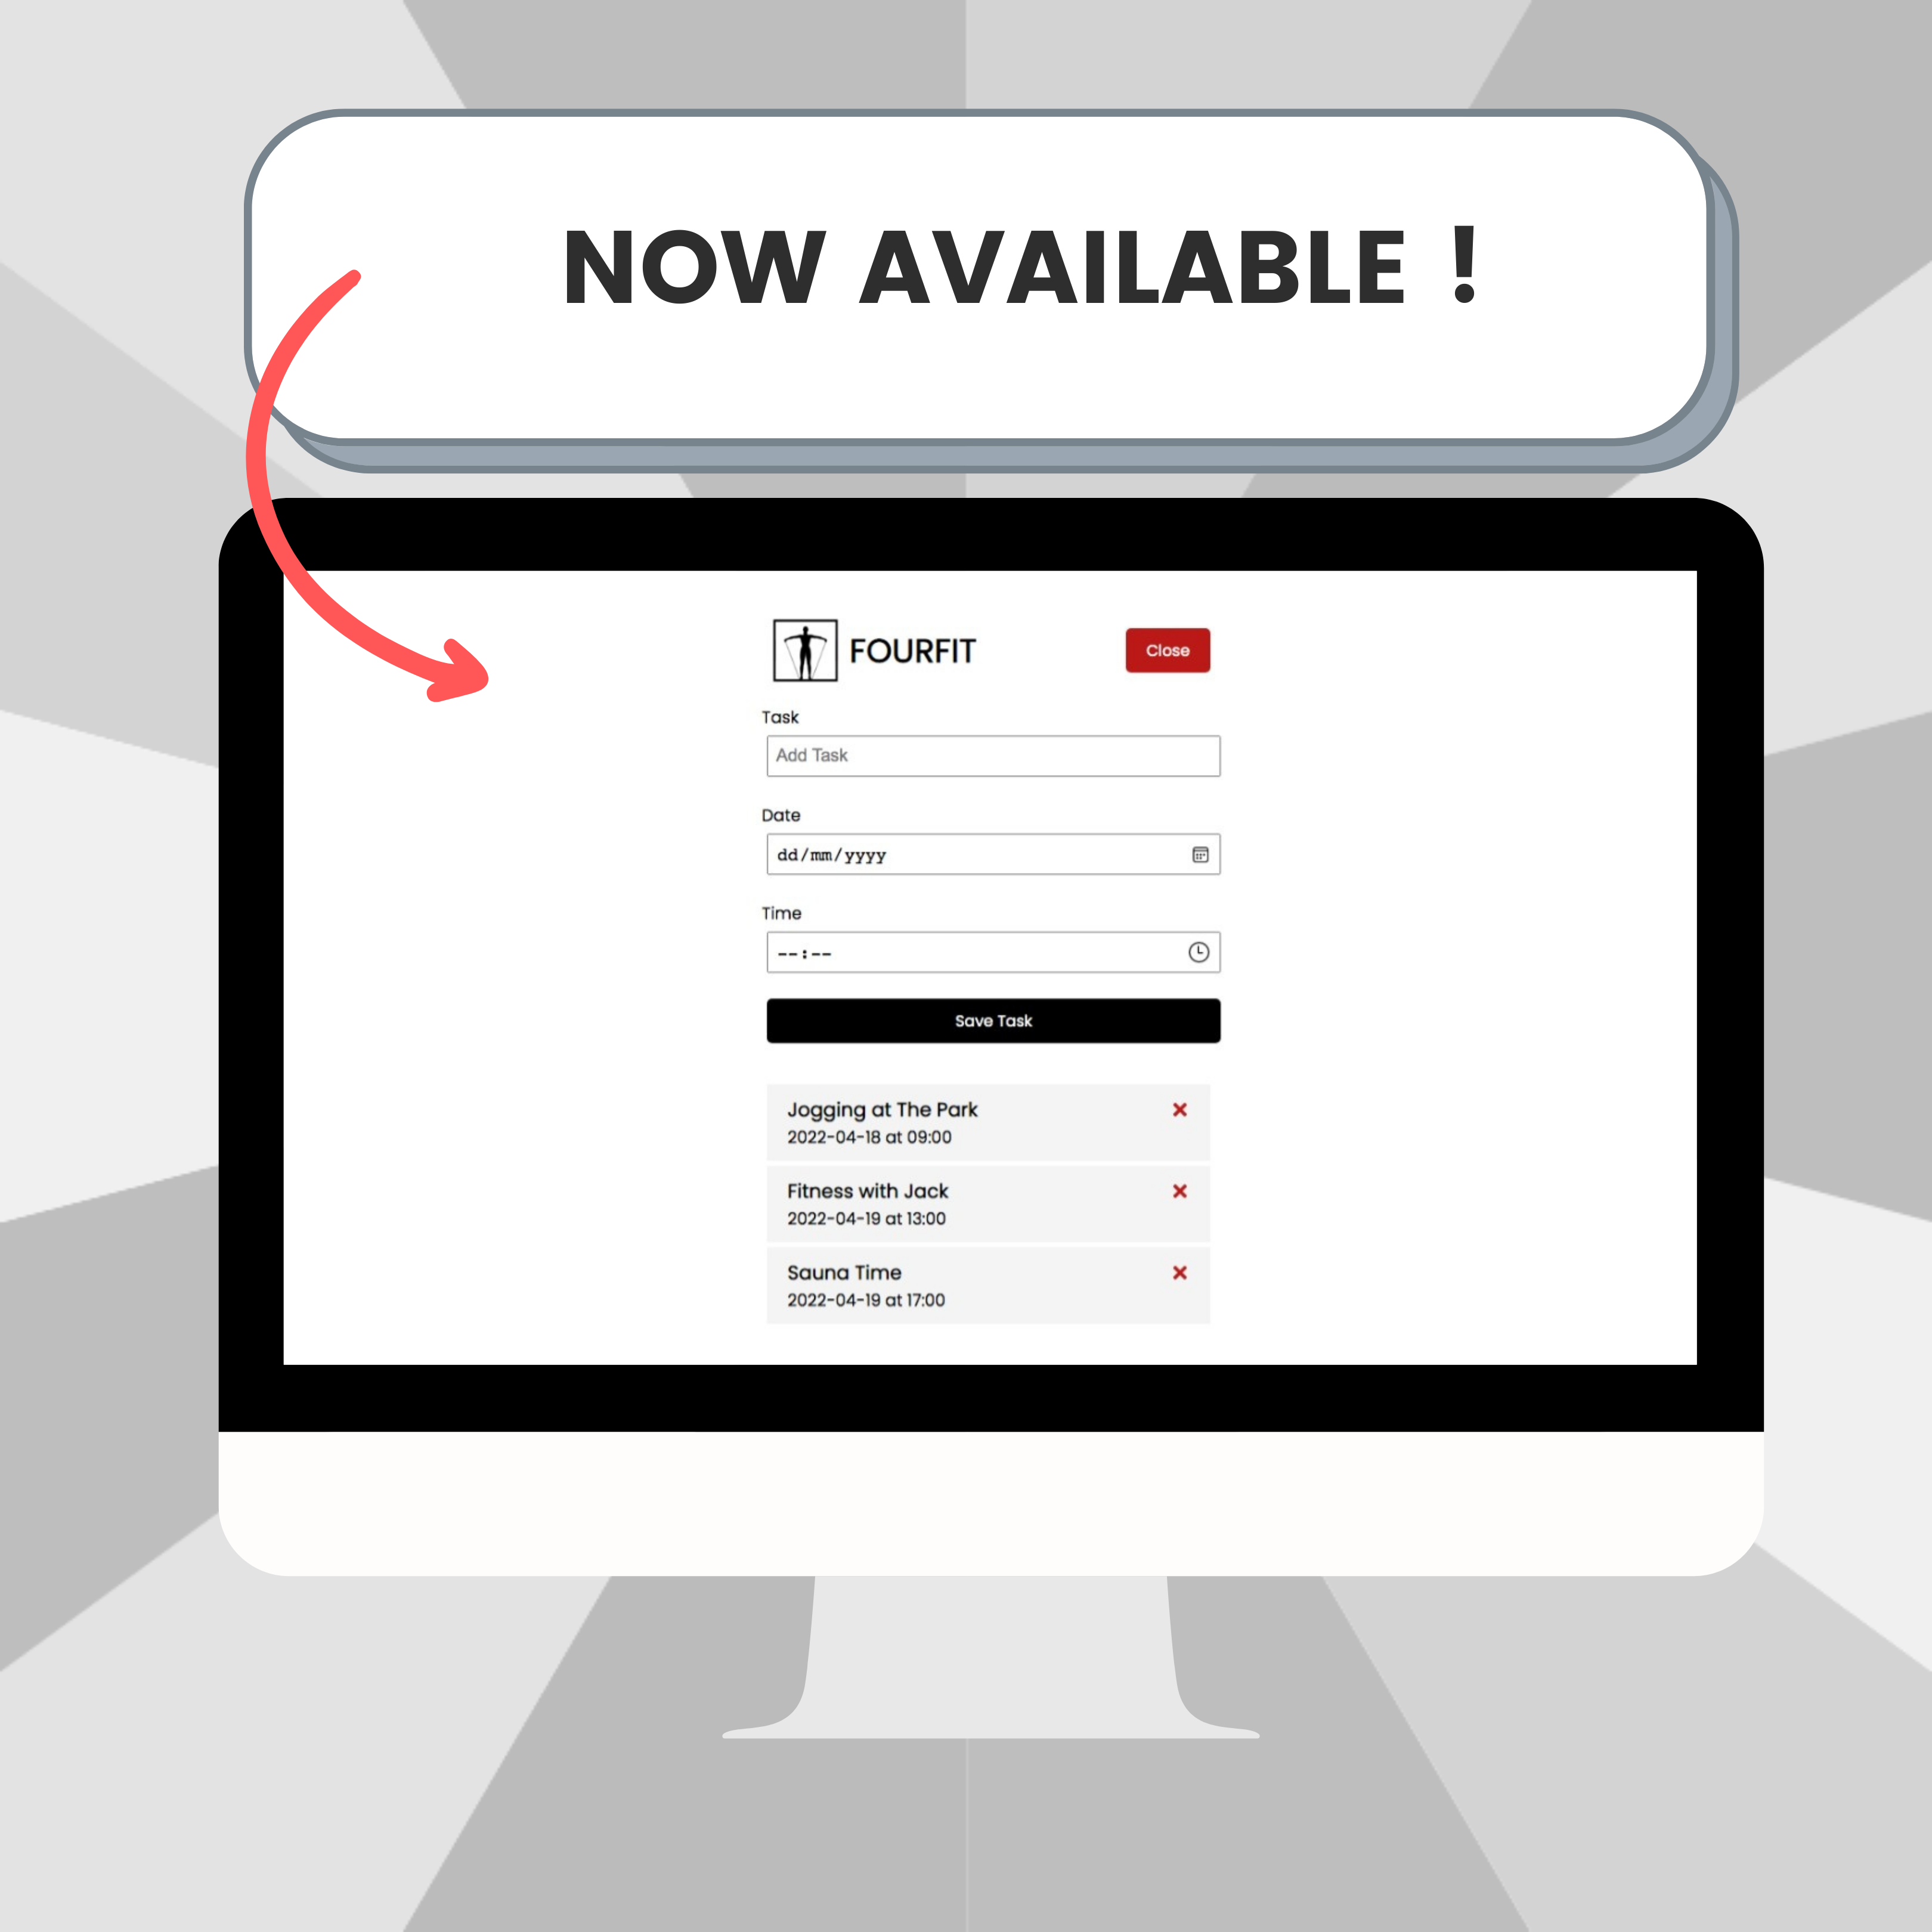 NOW AVAILABLE !
FOURFIT
Close
Task
Add Task
Date
dd/mm/yyyy
Time
--:--
Save Task
Jogging at The Park
2022-04-18 at 09:00
Fitness with Jack
2022-04-19 at 13:00
Sauna Time
2022-04-19 at 17:00